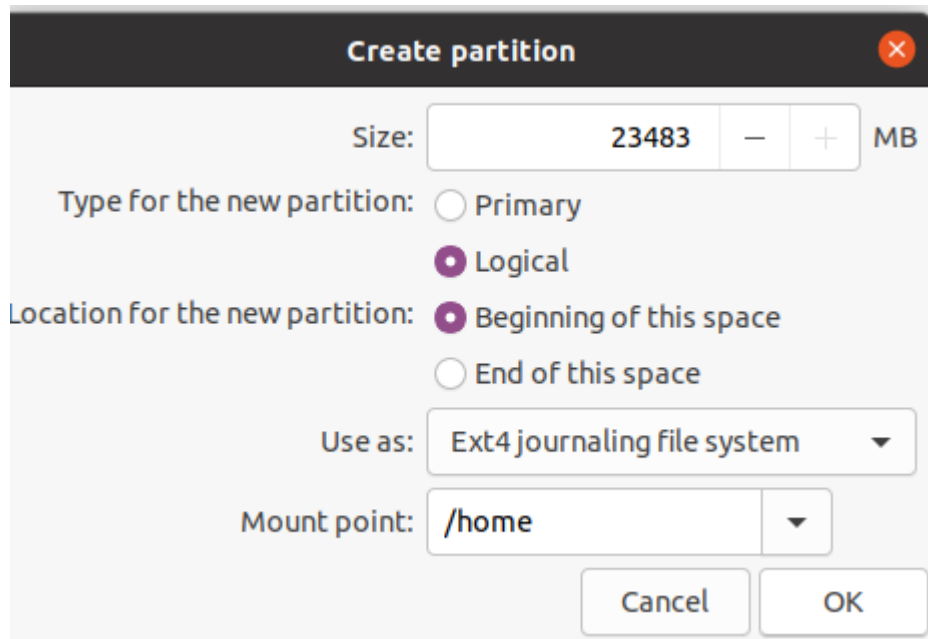 Create partition
Size: 23483 – + MB
Type for the new partition: Primary
Logical
Location for the new partition: Beginning of this space
End of this space
Use as: Ext4 journaling file system
Mount point: /home
Cancel OK